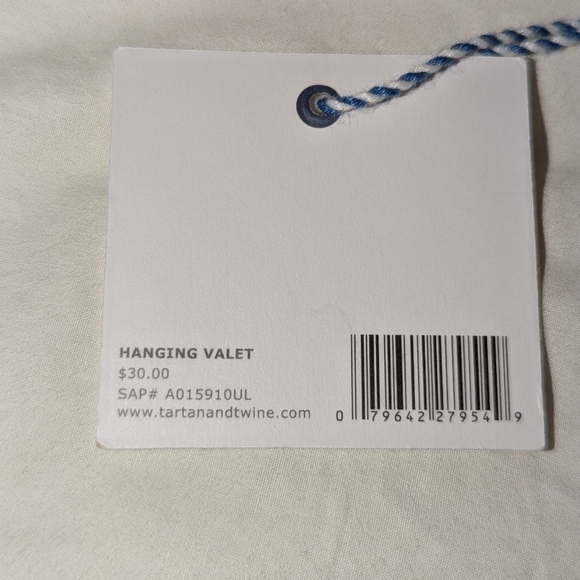 HANGING VALET
$30.00
SAP# A015910UL
www.tartanandtwine.com
0 79642 27954 9